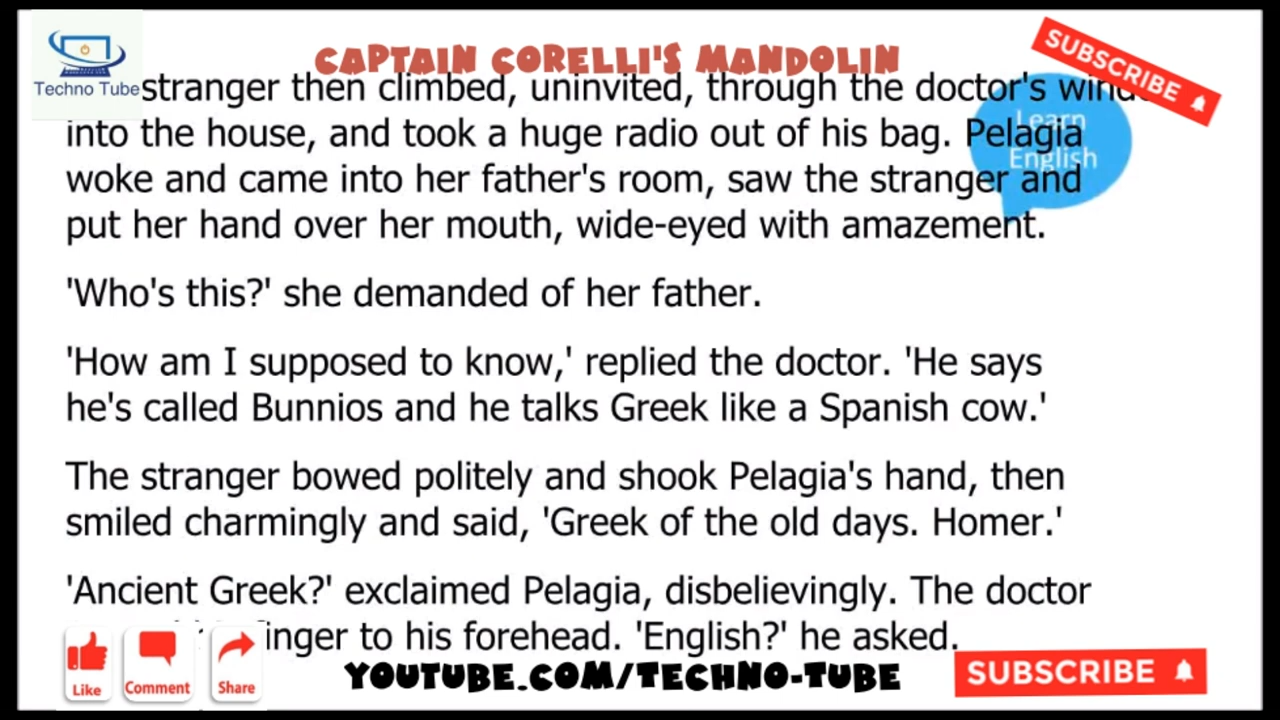 CAPTAIN CORELLI'S MANDOLIN
SUBSCRIBE
Techno Tube
Learn
English
stranger then climbed, uninvited, through the doctor's
into the house, and took a huge radio out of his bag. Pelagia
woke and came into her father's room, saw the stranger and
put her hand over her mouth, wide-eyed with amazement.
'Who's this?' she demanded of her father.
'How am I supposed to know,' replied the doctor. 'He says
he's called Bunnios and he talks Greek like a Spanish cow.'
The stranger bowed politely and shook Pelagia's hand, then
smiled charmingly and said, 'Greek of the old days. Homer.'
'Ancient Greek?' exclaimed Pelagia, disbelievingly. The doctor
finger to his forehead. 'English?' he asked.
Like
Comment
Share
YOUTUBE.COM/TECHNO-TUBE
SUBSCRIBE